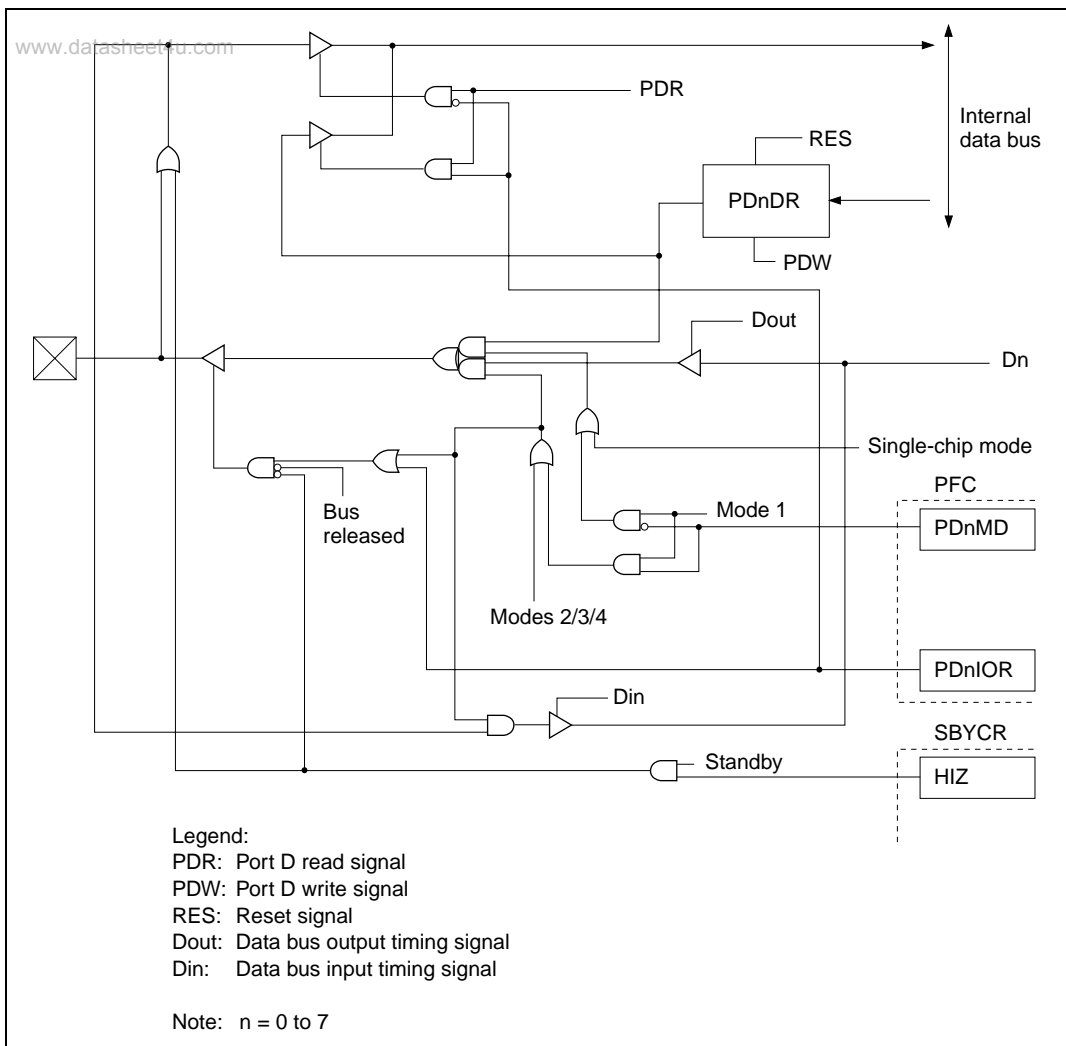 www.datasheet4u.com
PDR
Internal
data bus
RES
PDnDR
PDW
Dout
Dn
Single-chip mode
PFC
Mode 1
PDnMD
Bus
released
Modes 2/3/4
PDnIOR
Din
SBYCR
Standby
HIZ
Legend:
PDR: Port D read signal
PDW: Port D write signal
RES: Reset signal
Dout: Data bus output timing signal
Din: Data bus input timing signal
Note: n = 0 to 7